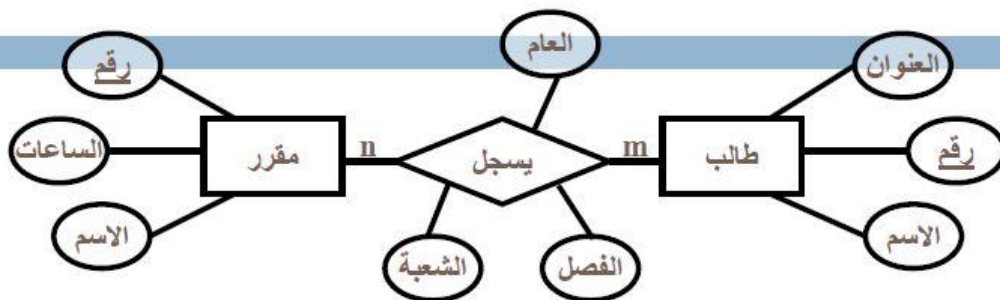 العام
العنوان
رقم
طالب
m
يسجل
n
مقرر
رقم
الساعات
الاسم
الفصل
الشعبة
الاسم